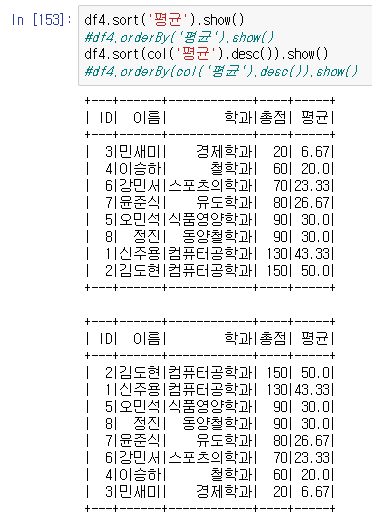 In [153]: df4.sort('평균').show()
#df4.orderBy('평균').show()
df4.sort(col('평균').desc()).show()
#df4.orderBy(col('평균').desc()).show()
+---+------+------------+----+-----+
| ID| 이름| 학과|총점| 평균|
+---+------+------------+----+-----+
| 3|민새미| 경제학과| 20| 6.67|
| 4|이승하| 철학과| 60| 20.0|
| 6|강민서|스포츠의학과| 70|23.33|
| 7|윤준식| 유도학과| 80|26.67|
| 5|오민석|식품영양학과| 90| 30.0|
| 8| 정진| 동양철학과| 90| 30.0|
| 1|신주용|컴퓨터공학과| 130|43.33|
| 2|김도현|컴퓨터공학과| 150| 50.0|
+---+------+------------+----+-----+
+---+------+------------+----+-----+
| ID| 이름| 학과|총점| 평균|
+---+------+------------+----+-----+
| 2|김도현|컴퓨터공학과| 150| 50.0|
| 1|신주용|컴퓨터공학과| 130|43.33|
| 5|오민석|식품영양학과| 90| 30.0|
| 8| 정진| 동양철학과| 90| 30.0|
| 7|윤준식| 유도학과| 80|26.67|
| 6|강민서|스포츠의학과| 70|23.33|
| 4|이승하| 철학과| 60| 20.0|
| 3|민새미| 경제학과| 20| 6.67|
+---+------+------------+----+-----+